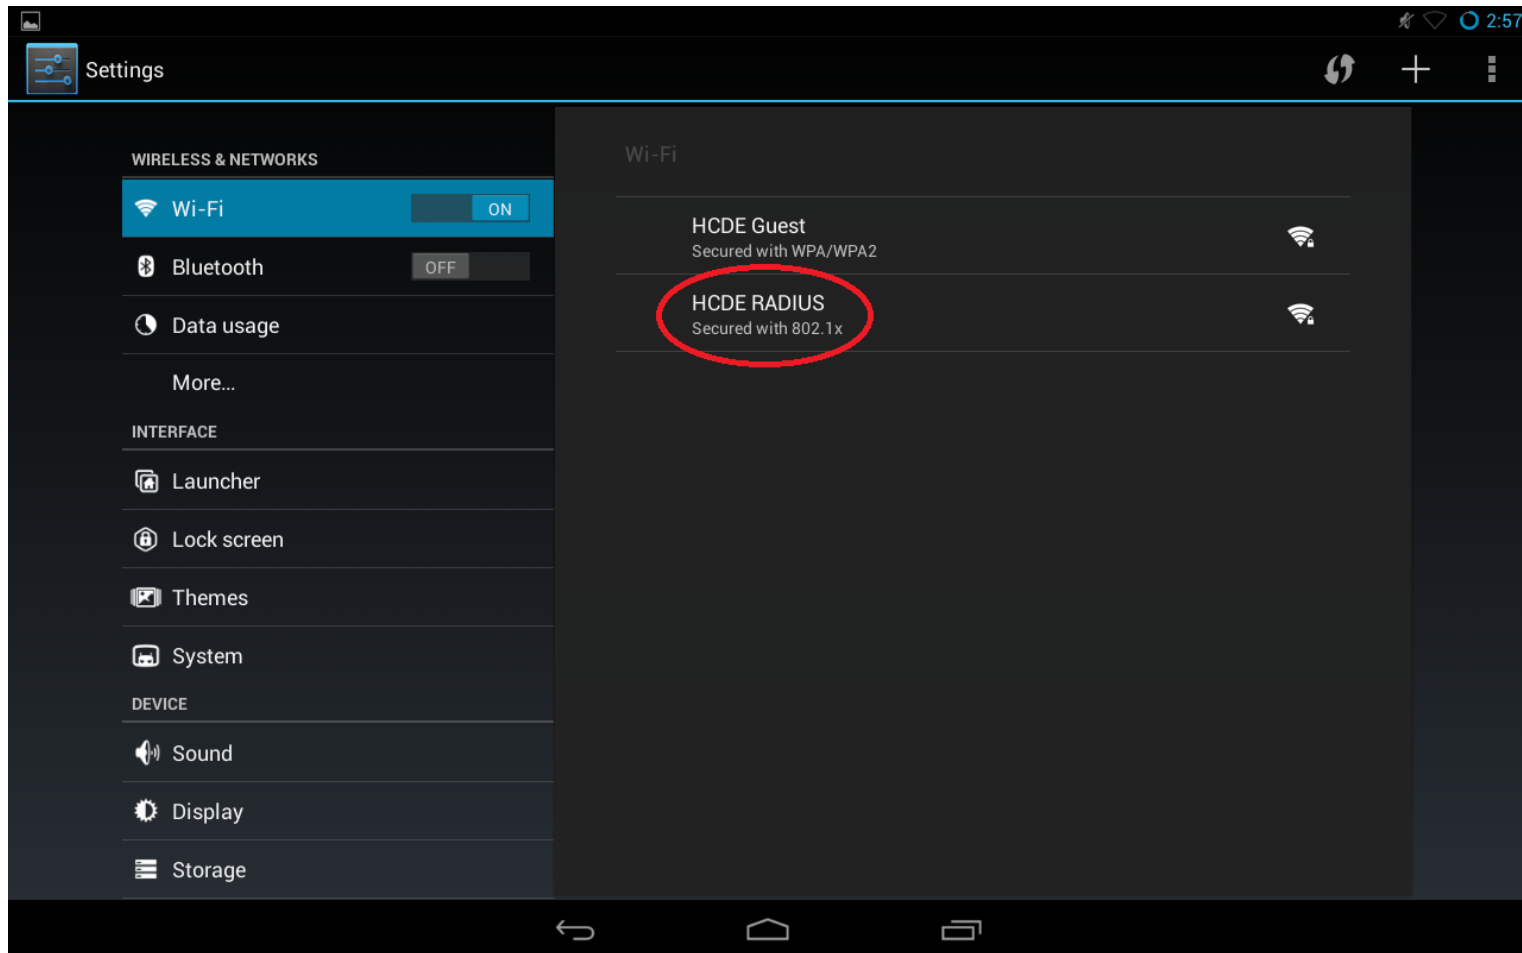 2:57
Settings
WIRELESS & NETWORKS
Wi-Fi
ON
Bluetooth
OFF
Data usage
More...
INTERFACE
Launcher
Lock screen
Themes
System
DEVICE
Sound
Display
Storage
Wi-Fi
HCDE Guest
Secured with WPA/WPA2
HCDE RADIUS
Secured with 802.1x